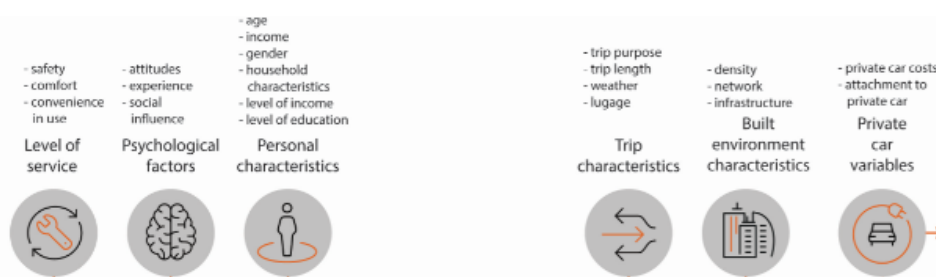 - safety
- comfort
- convenience
in use
Level of
service
- attitudes
- experience
- social
influence
Psychological
factors
- age
- income
- gender
- household
characteristics
- level of income
- level of education
Personal
characteristics
- trip purpose
- trip length
- weather
- lugage
Trip
characteristics
- density
- network
- infrastructure
Built
environment
characteristics
- private car costs
- attachment to
private car
Private
car
variables